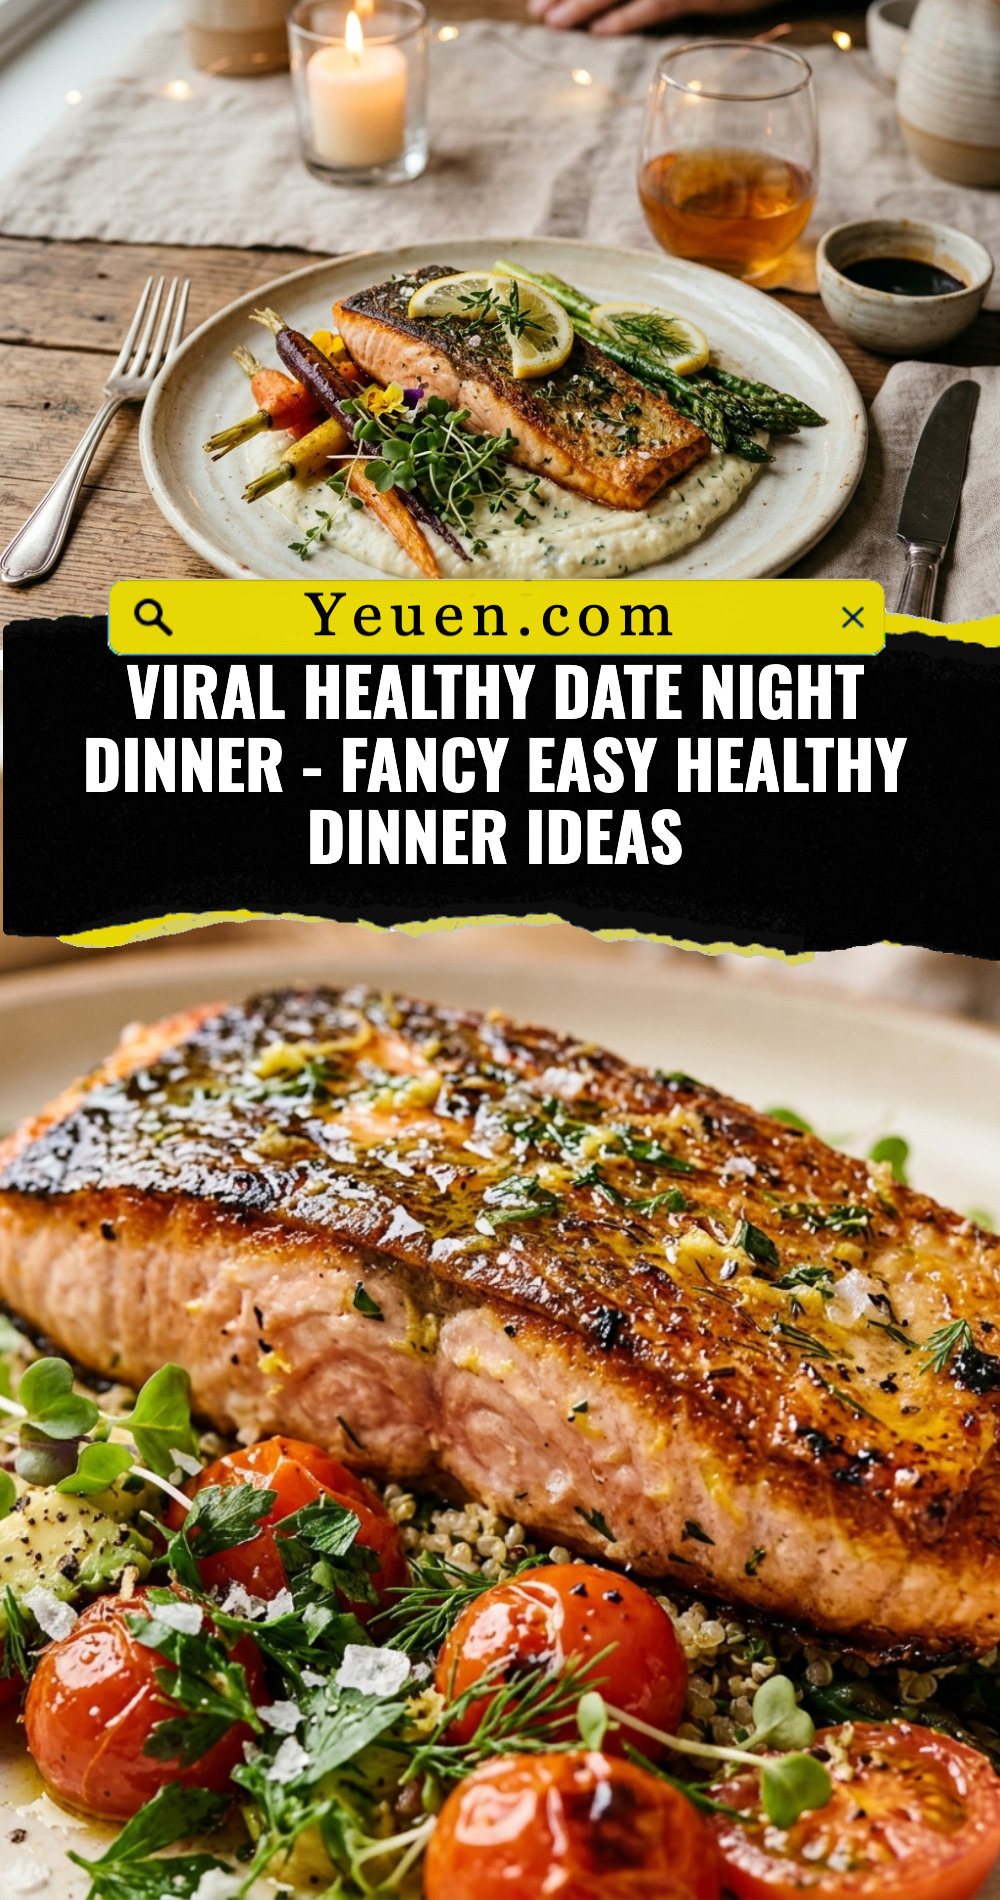 Yeuen.com
VIRAL HEALTHY DATE NIGHT
DINNER - FANCY EASY HEALTHY
DINNER IDEAS